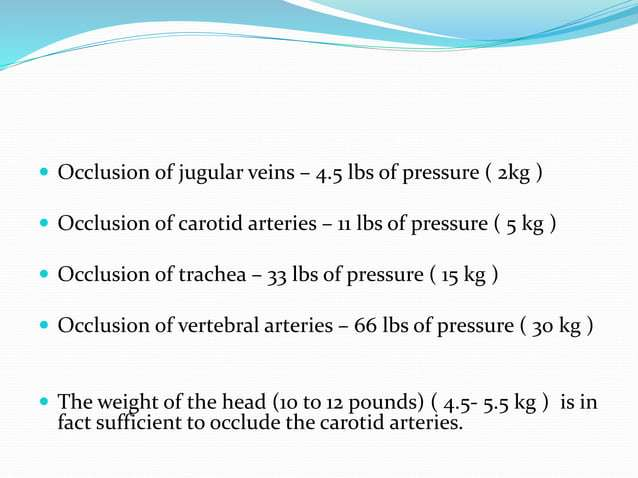 • Occlusion of jugular veins – 4.5 lbs of pressure ( 2kg )
• Occlusion of carotid arteries – 11 lbs of pressure ( 5 kg )
• Occlusion of trachea – 33 lbs of pressure ( 15 kg )
• Occlusion of vertebral arteries – 66 lbs of pressure ( 30 kg )
• The weight of the head (10 to 12 pounds) ( 4.5- 5.5 kg )  is in
fact sufficient to occlude the carotid arteries.